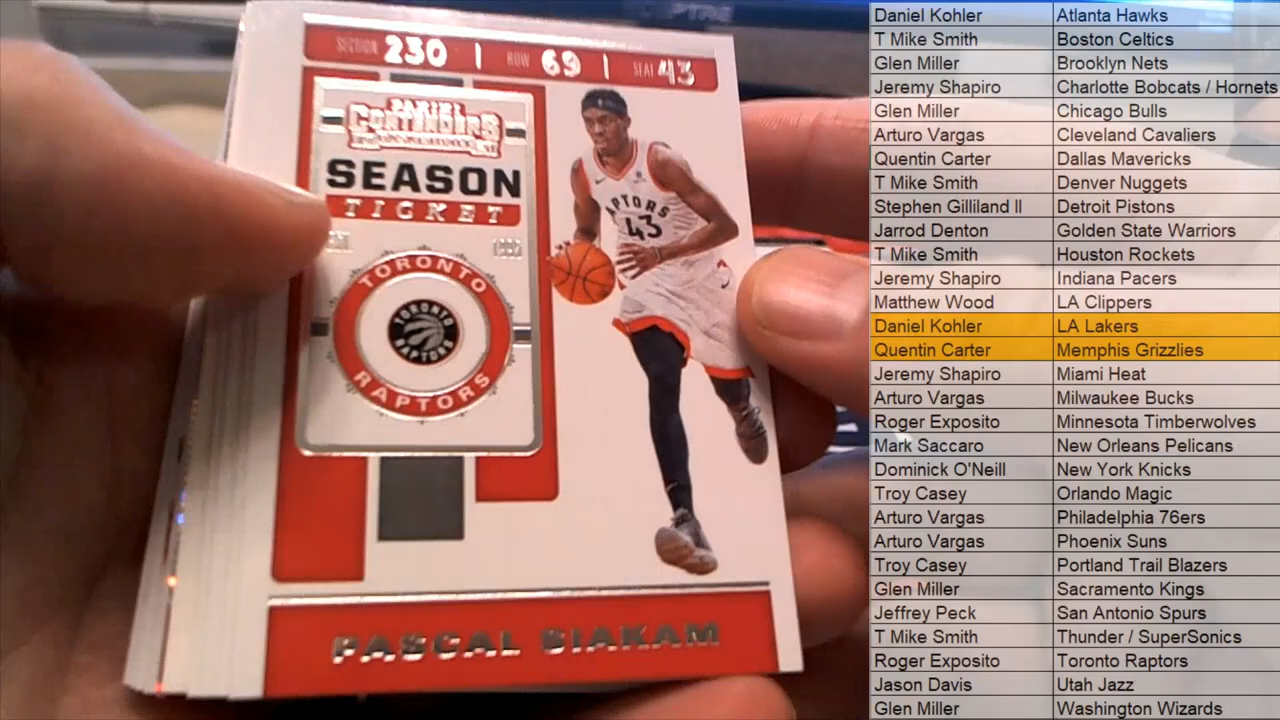 SECTION 230 | ROW 69 | SEAT 43
PANINI
CONTENDERS
SEASON
TICKET
TORONTO
RAPTORS
TORONTO
RAPTORS
APTORS
43
PASCAL SIAKAM
Daniel Kohler Atlanta Hawks
T Mike Smith Boston Celtics
Glen Miller Brooklyn Nets
Jeremy Shapiro Charlotte Bobcats / Hornets
Glen Miller Chicago Bulls
Arturo Vargas Cleveland Cavaliers
Quentin Carter Dallas Mavericks
T Mike Smith Denver Nuggets
Stephen Gilliland II Detroit Pistons
Jarrod Denton Golden State Warriors
T Mike Smith Houston Rockets
Jeremy Shapiro Indiana Pacers
Matthew Wood LA Clippers
Daniel Kohler LA Lakers
Quentin Carter Memphis Grizzlies
Jeremy Shapiro Miami Heat
Arturo Vargas Milwaukee Bucks
Roger Exposito Minnesota Timberwolves
Mark Saccaro New Orleans Pelicans
Dominick O'Neill New York Knicks
Troy Casey Orlando Magic
Arturo Vargas Philadelphia 76ers
Arturo Vargas Phoenix Suns
Troy Casey Portland Trail Blazers
Glen Miller Sacramento Kings
Jeffrey Peck San Antonio Spurs
T Mike Smith Thunder / SuperSonics
Roger Exposito Toronto Raptors
Jason Davis Utah Jazz
Glen Miller Washington Wizards